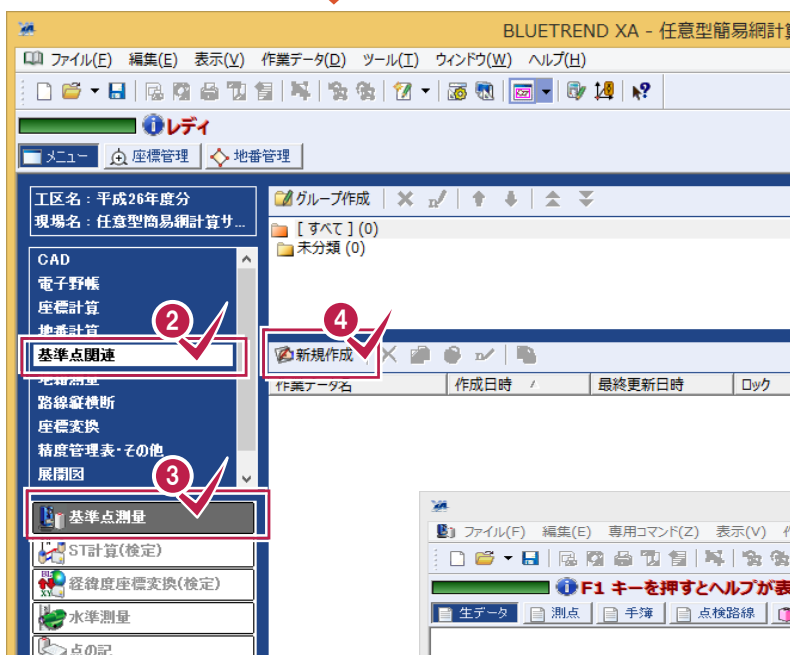 BLUETREND XA - 任意型簡易網計算
ファイル(F) 編集(E) 表示(V) 作業データ(D) ツール(T) ウィンドウ(W) ヘルプ(H)
レディ
メニュー 座標管理 地番管理
工区名：平成26年度分
現場名：任意型簡易網計算サ...
グループ作成
[ すべて ] (0)
未分類 (0)
CAD
電子野帳
座標計算
地番計算
2
基準点関連
4
新規作成
作業データ名 作成日時 最終更新日時 ロック
路線縦横断
座標変換
精度管理表・その他
展開図
3
基準点測量
ST計算(検定)
経緯度座標変換(検定)
水準測量
点の記
ファイル(F) 編集(E) 専用コマンド(Z) 表示(V)
F1 キーを押すとヘルプが表
生データ 測点 手簿 点検路線